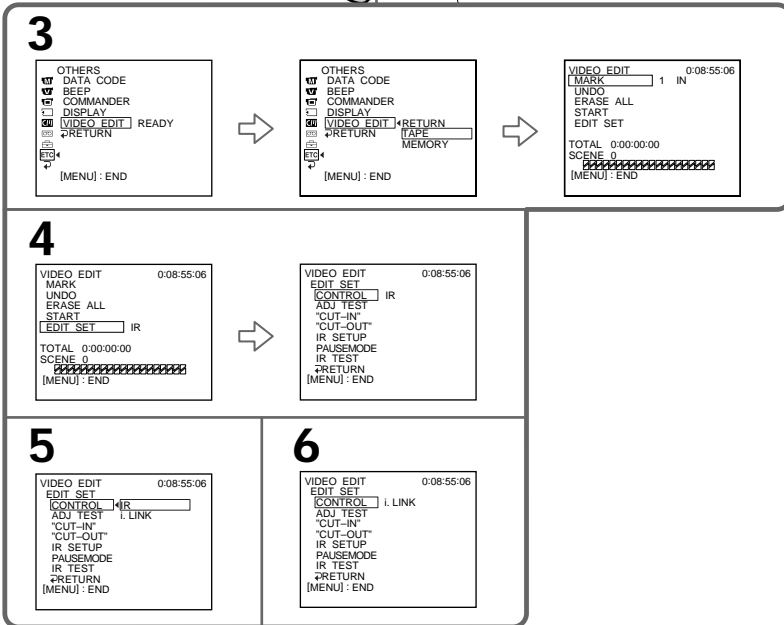 3
OTHERS
DATA CODE
BEEP
COMMANDER
DISPLAY
VIDEO EDIT READY
RETURN
ETC
[MENU] : END
OTHERS
DATA CODE
BEEP
COMMANDER
DISPLAY
VIDEO EDIT RETURN
RETURN TAPE
MEMORY
ETC
[MENU] : END
VIDEO EDIT 0:08:55:06
MARK 1 IN
UNDO
ERASE ALL
START
EDIT SET
TOTAL 0:00:00:00
SCENE 0
[MENU] : END
4
VIDEO EDIT 0:08:55:06
MARK
UNDO
ERASE ALL
START
EDIT SET IR
TOTAL 0:00:00:00
SCENE 0
[MENU] : END
VIDEO EDIT 0:08:55:06
EDIT SET
CONTROL IR
ADJ TEST
"CUT–IN"
"CUT–OUT"
IR SETUP
PAUSEMODE
IR TEST
RETURN
[MENU] : END
5
VIDEO EDIT 0:08:55:06
EDIT SET
CONTROL IR
ADJ TEST i. LINK
"CUT–IN"
"CUT–OUT"
IR SETUP
PAUSEMODE
IR TEST
RETURN
[MENU] : END
6
VIDEO EDIT 0:08:55:06
EDIT SET
CONTROL i. LINK
ADJ TEST
"CUT–IN"
"CUT–OUT"
IR SETUP
PAUSEMODE
IR TEST
RETURN
[MENU] : END